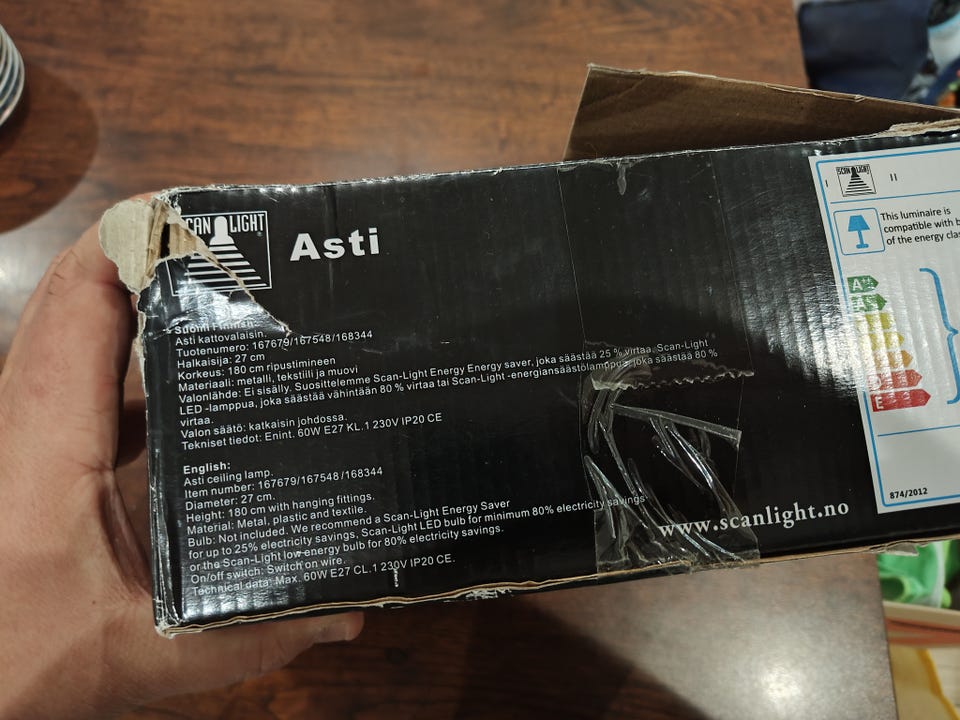 SCAN LIGHT
Asti
Suomi Finnish:
Asti kattovalaisin.
Tuotenumero: 167679/167548/168344
Halkaisija: 27 cm
Korkeus: 180 cm ripustimineen
Materiaali: metalli, tekstiili ja muovi
Valonlähde: Ei sisälly. Suosittelemme Scan-Light Energy Energy saver, joka säästää 25 % virtaa, Scan-Light
LED -lamppua, joka säästää vähintään 80 % virtaa tai Scan-Light -energiansäästölamppua, joka säästää 80 %
virtaa.
Valon säätö: katkaisin johdossa.
Tekniset tiedot: Enint. 60W E27 KL.1 230V IP20 CE
English:
Asti ceiling lamp.
Item number: 167679/167548/168344
Diameter: 27 cm.
Height: 180 cm with hanging fittings.
Material: Metal, plastic and textile.
Bulb: Not included. We recommend a Scan-Light Energy Saver
for up to 25% electricity savings, Scan-Light LED bulb for minimum 80% electricity savings
or the Scan-Light low energy bulb for 80% electricity savings.
On/off switch: Switch on wire.
Technical data: Max. 60W E27 CL.1 230V IP20 CE.
www.scanlight.no
SCAN LIGHT
This luminaire is
compatible with
of the energy
A++
A+
D
E
874/2012